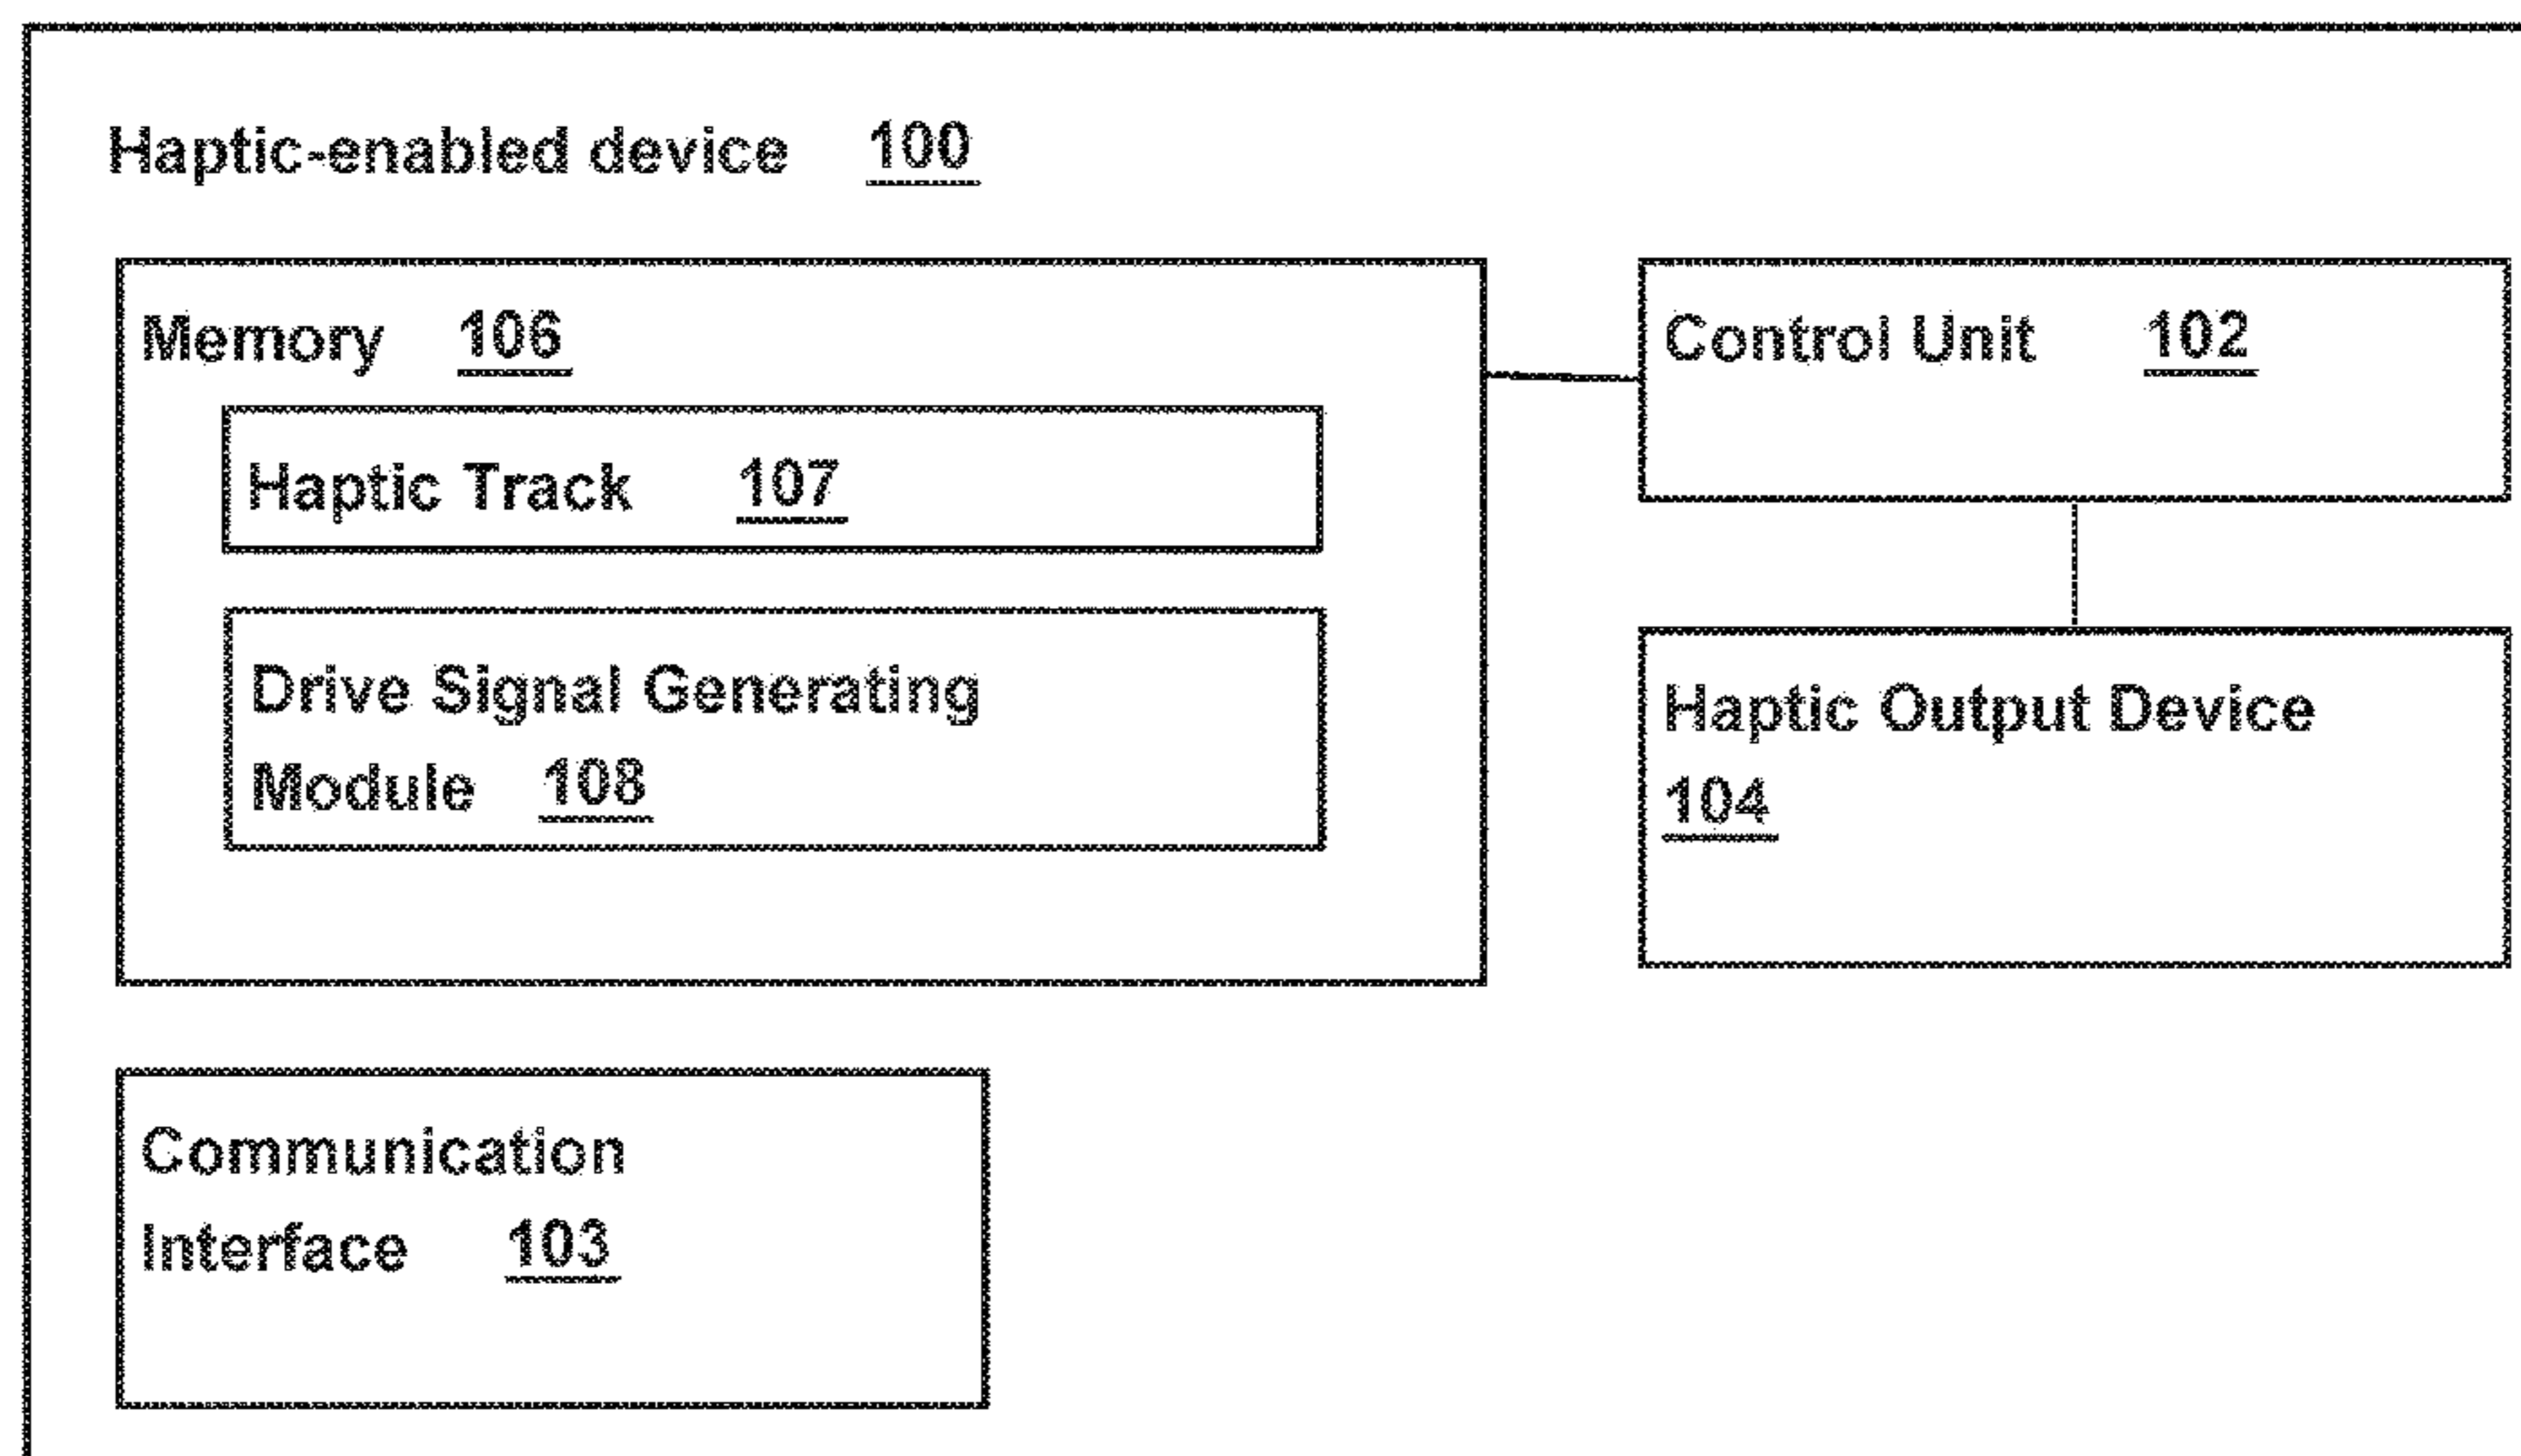 Haptic-enabled device 100
Memory 106
Haptic Track 107
Drive Signal Generating
Module 108
Control Unit 102
Haptic Output Device
104
Communication
Interface 103